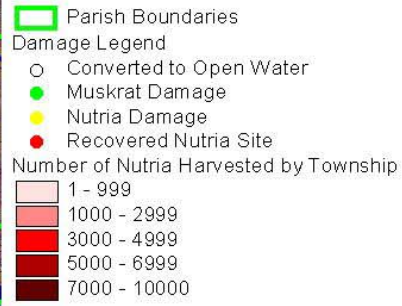 Parish Boundaries
Damage Legend
Converted to Open Water
Muskrat Damage
Nutria Damage
Recovered Nutria Site
Number of Nutria Harvested by Township
1 - 999
1000 - 2999
3000 - 4999
5000 - 6999
7000 - 10000